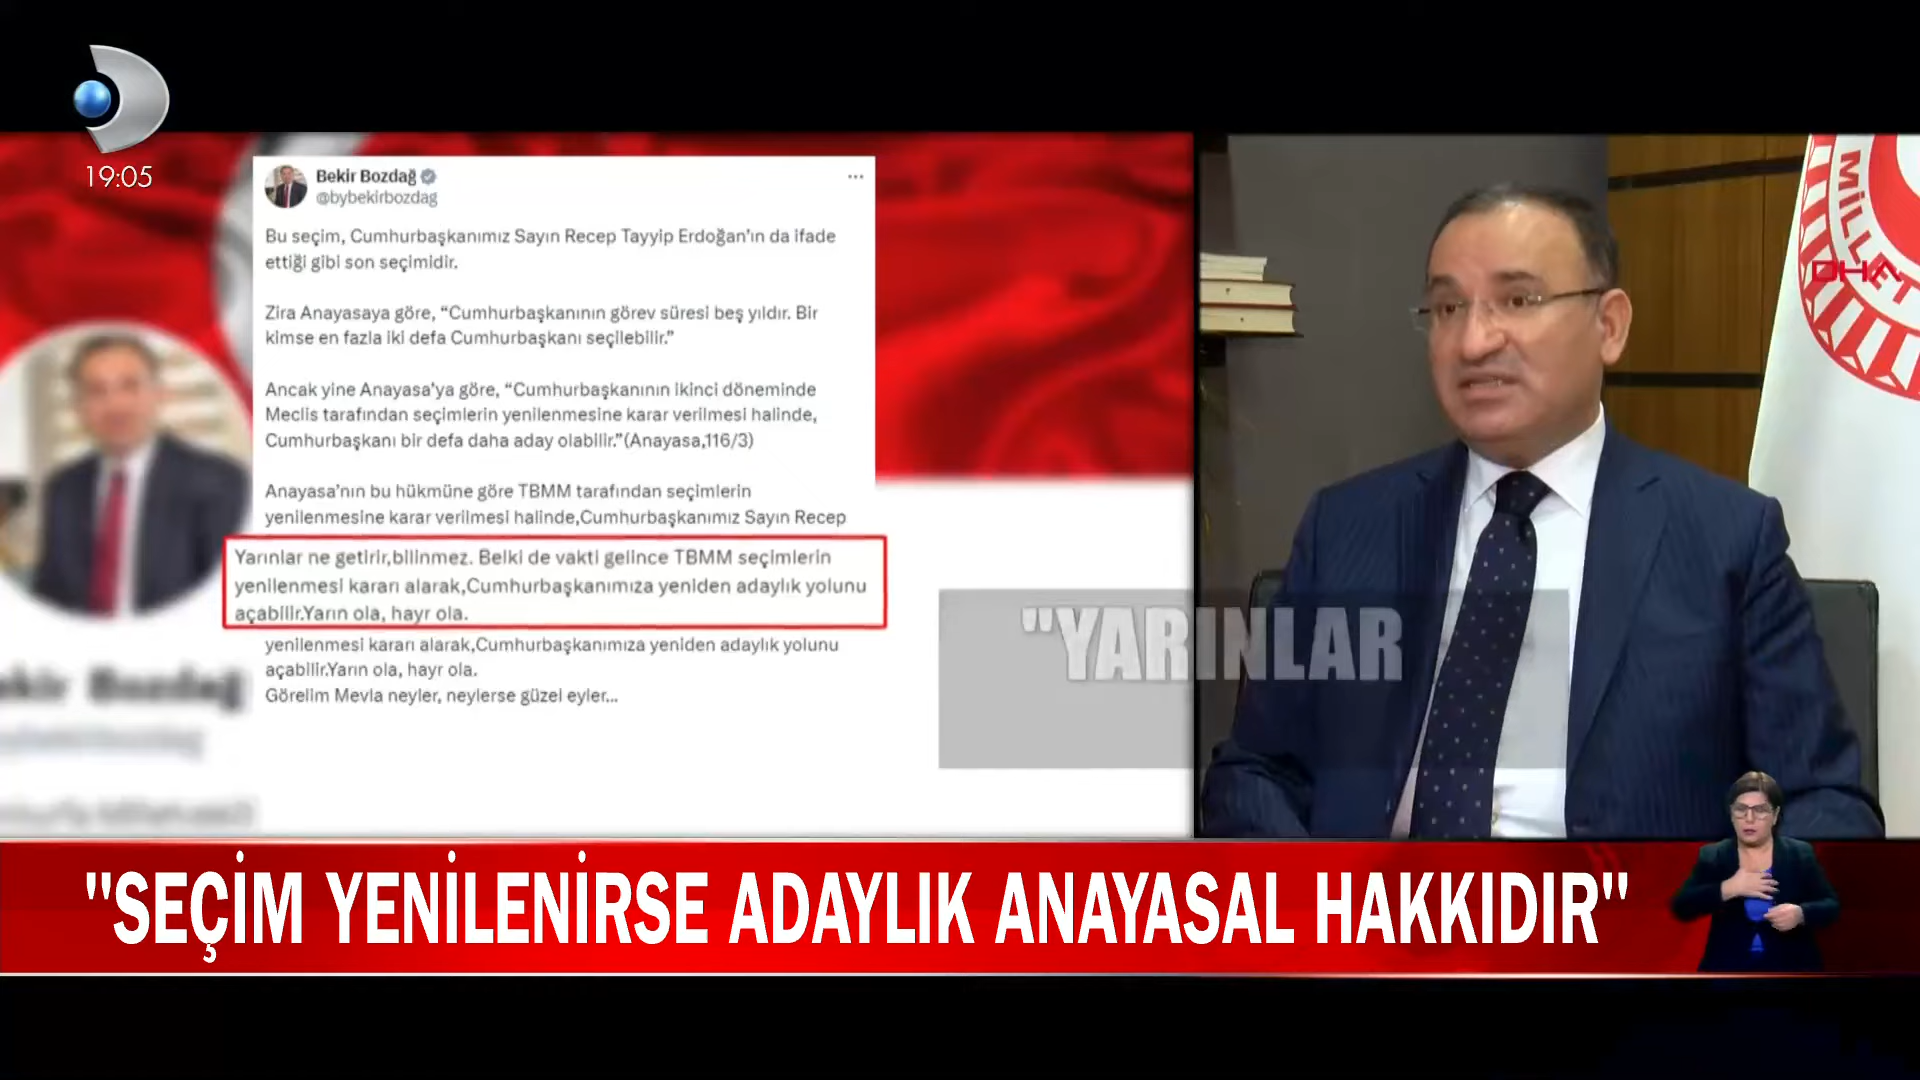 19:05
Bekir Bozdağ
@bybekirbozdag
Bu seçim, Cumhurbaşkanımız Sayın Recep Tayyip Erdoğan'ın da ifade
ettiği gibi son seçimidir.
Zira Anayasaya göre, “Cumhurbaşkanının görev süresi beş yıldır. Bir
kimse en fazla iki defa Cumhurbaşkanı seçilebilir.”
Ancak yine Anayasa'ya göre, “Cumhurbaşkanının ikinci döneminde
Meclis tarafından seçimlerin yenilenmesine karar verilmesi halinde,
Cumhurbaşkanı bir defa daha aday olabilir.”(Anayasa,116/3)
Anayasa'nın bu hükmüne göre TBMM tarafından seçimlerin
yenilenmesine karar verilmesi halinde,Cumhurbaşkanımız Sayın Recep
Yarınlar ne getirir,bilinmez. Belki de vakti gelince TBMM seçimlerin
yenilenmesi kararı alarak,Cumhurbaşkanımıza yeniden adaylık yolunu
açabilir.Yarın ola, hayr ola.
yenilenmesi kararı alarak,Cumhurbaşkanımıza yeniden adaylık yolunu
açabilir.Yarın ola, hayr ola.
Görelim Mevla neyler, neylerse güzel eyler...
ekir Bozdağ
"YARINLAR
MİLLET
DHA
"SEÇİM YENİLENİRSE ADAYLIK ANAYASAL HAKKIDIR"